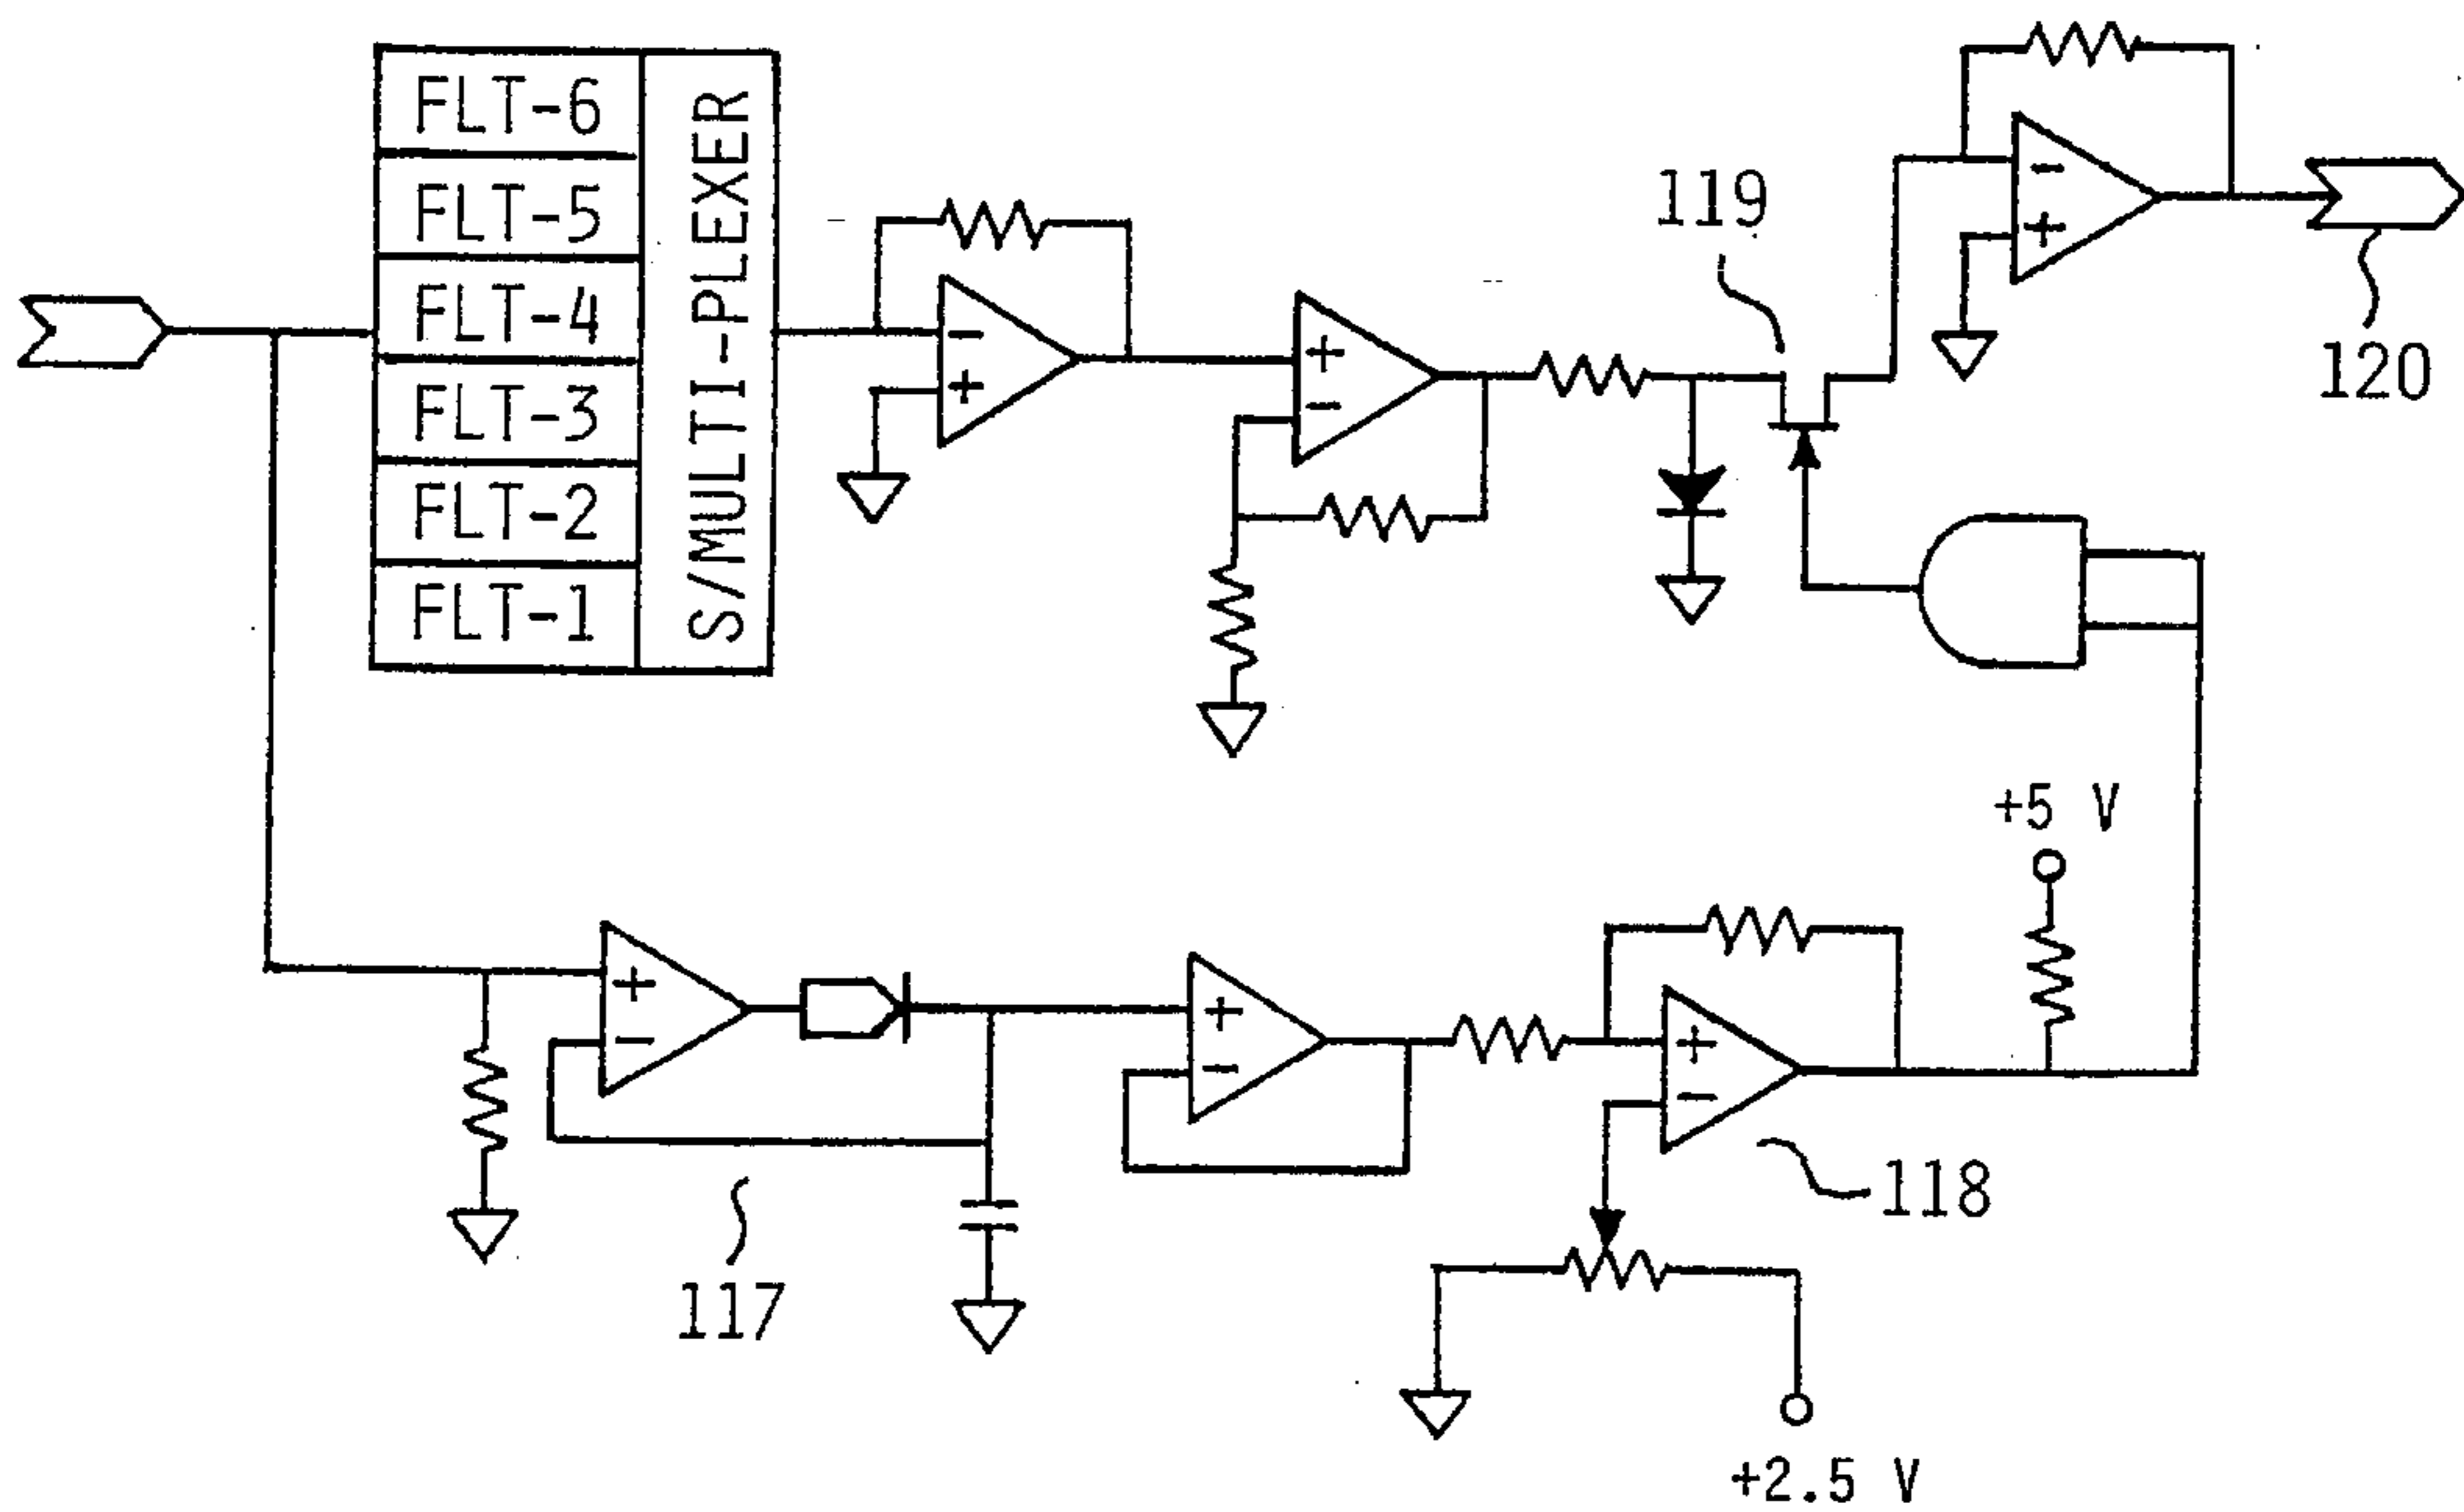 FLT-6
FLT-5
FLT-4
FLT-3
FLT-2
FLT-1
S/MULTI-PLEXER
-
+
+
-
119
-
+
120
+5 V
+
-
117
+
-
+
-
118
+2.5 V